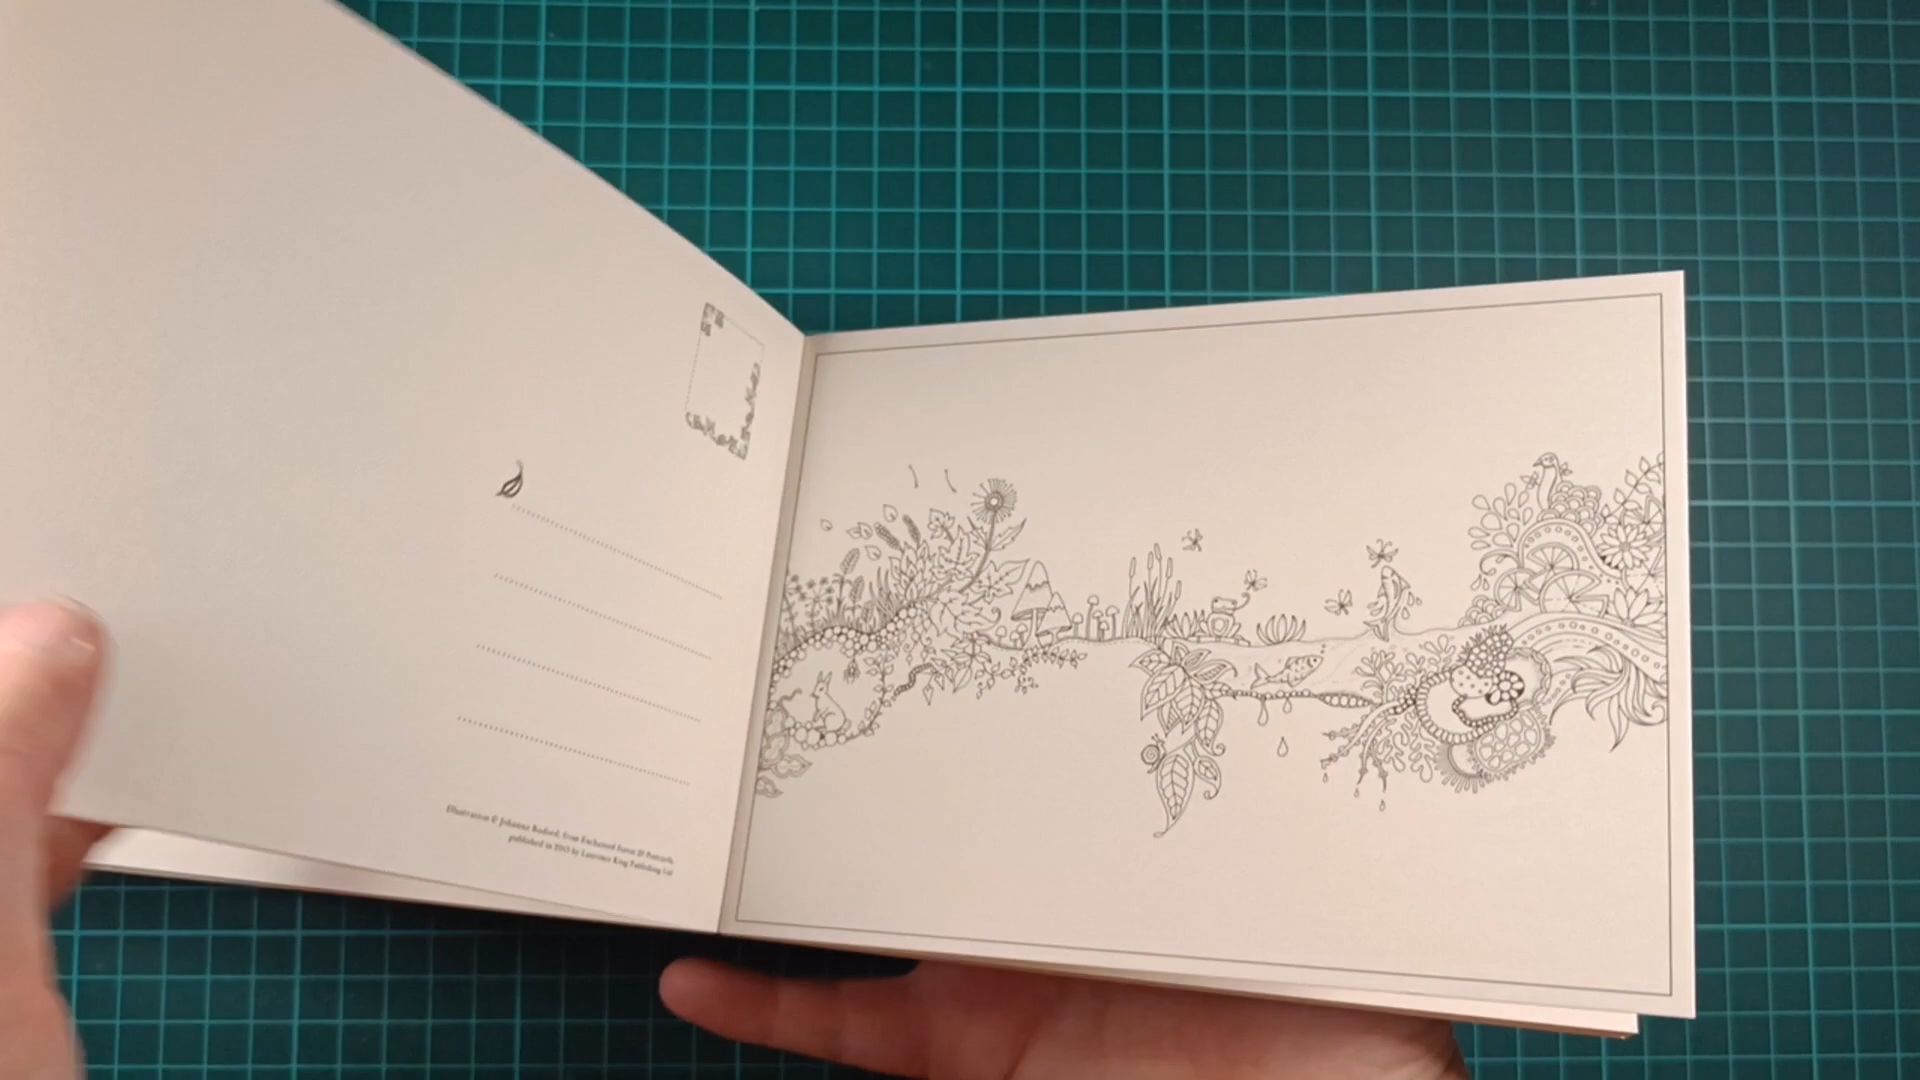 Illustration © Johanna Basford, from Enchanted Forest 20 Postcards,
published in 2015 by Laurence King Publishing Ltd